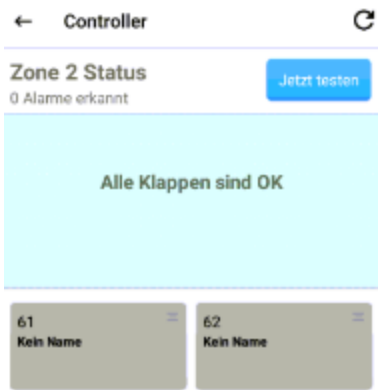 Controller
Zone 2 Status
Jetzt testen
0 Alarme erkannt
Alle Klappen sind OK
61
Kein Name
62
Kein Name